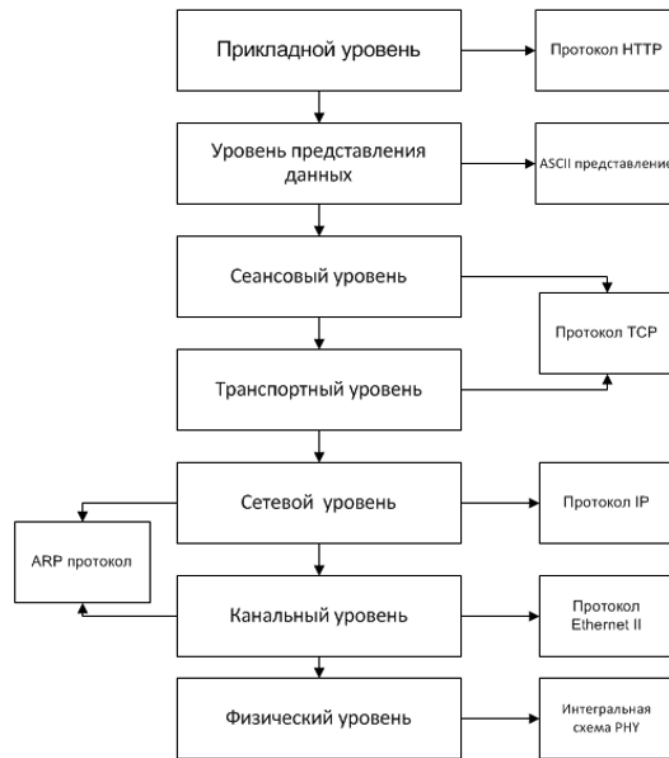 Прикладной уровень
Протокол HTTP
Уровень представления
данных
ASCII представление
Сеансовый уровень
Протокол TCP
Транспортный уровень
Сетевой уровень
Протокол IP
ARP протокол
Канальный уровень
Протокол
Ethernet II
Физический уровень
Интегральная
схема PHY